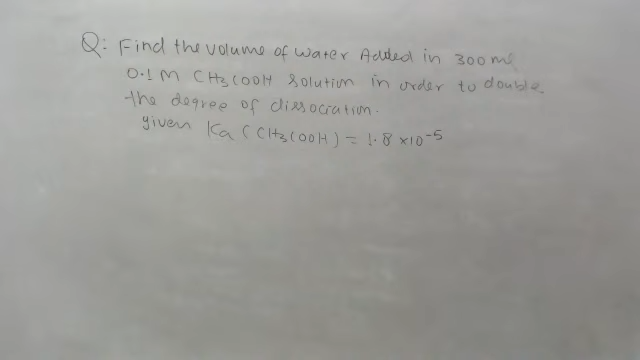 Q: Find the volume of water Added in 300 ml
0.1 M CH3COOH solution in order to double
the degree of dissociation.
given Ka (CH3COOH) = 1.8 × 10-5